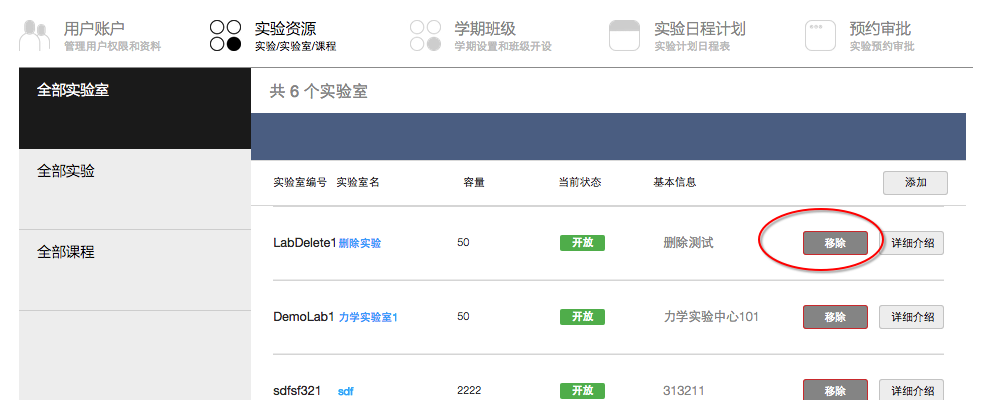 用户账户
管理用户权限和资料
实验资源
实验/实验室/课程
学期班级
学期设置和班级开设
实验日程计划
实验计划日程表
预约审批
实验预约审批
全部实验室
全部实验
全部课程
共 6 个实验室
实验室编号 实验室名 容量 当前状态 基本信息 添加
LabDelete1 删除实验 50 开放 删除测试 移除 详细介绍
DemoLab1 力学实验室1 50 开放 力学实验中心101 移除 详细介绍
sdfsf321 sdf 2222 开放 313211 移除 详细介绍